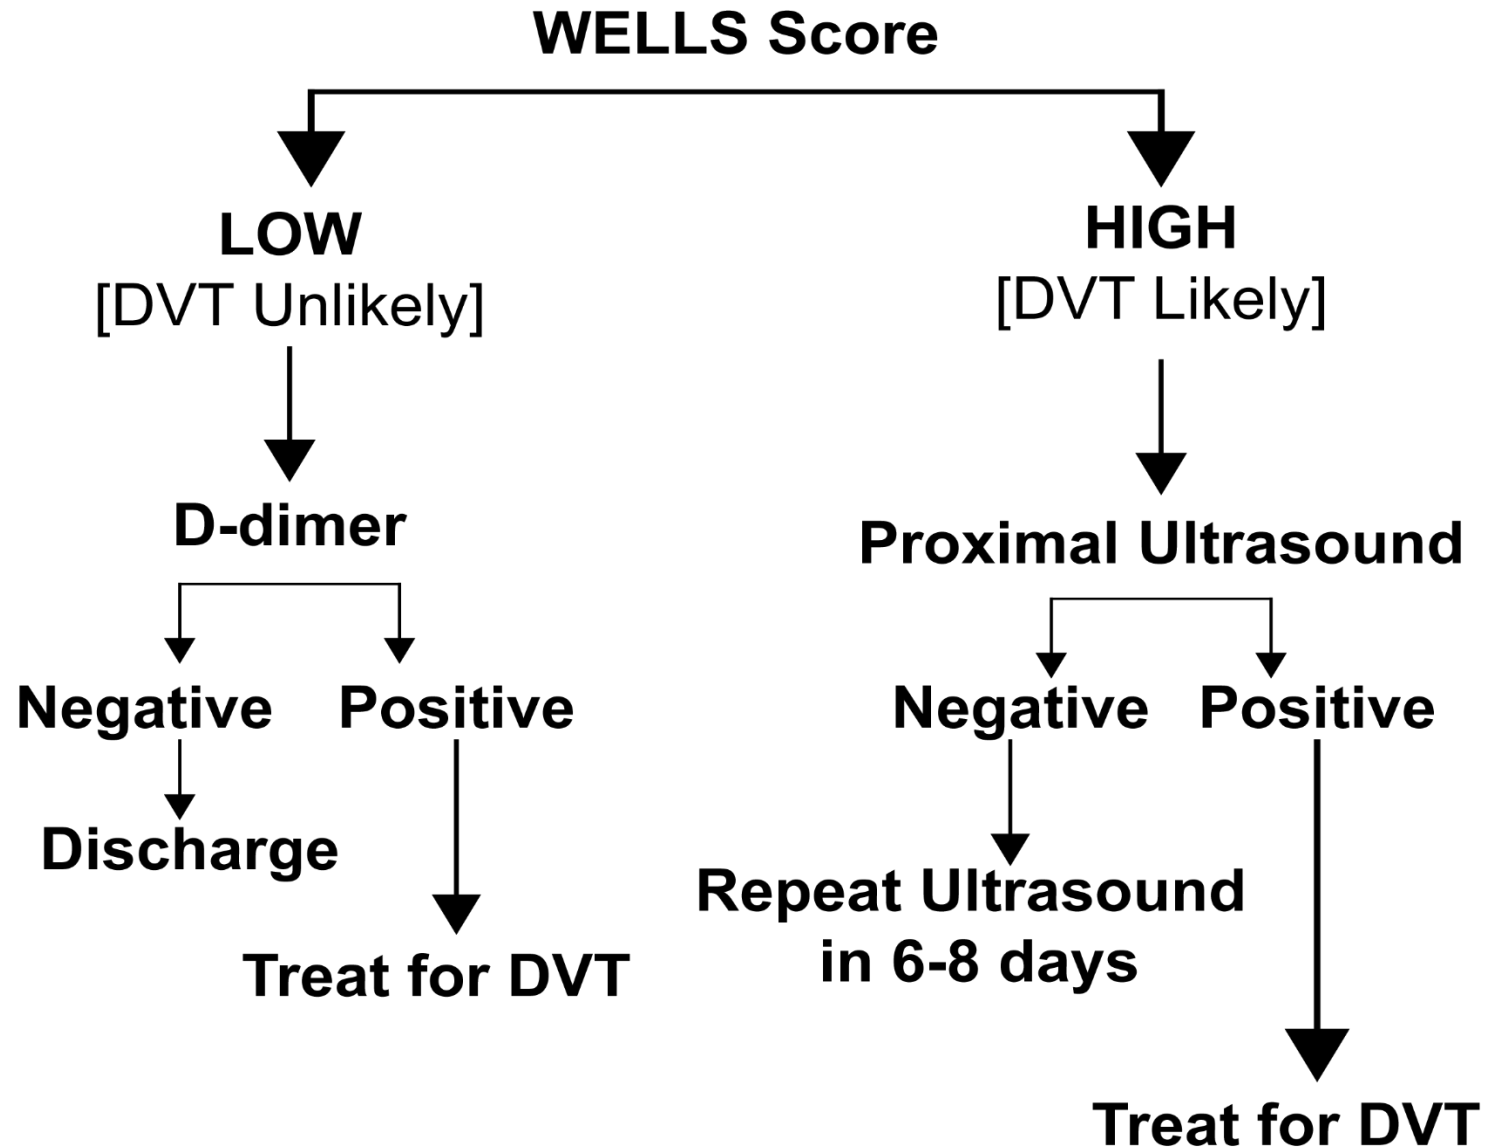 WELLS Score
LOW
[DVT Unlikely]
HIGH
[DVT Likely]
D-dimer
Proximal Ultrasound
Negative
Positive
Negative
Positive
Discharge
Treat for DVT
Repeat Ultrasound
in 6-8 days
Treat for DVT